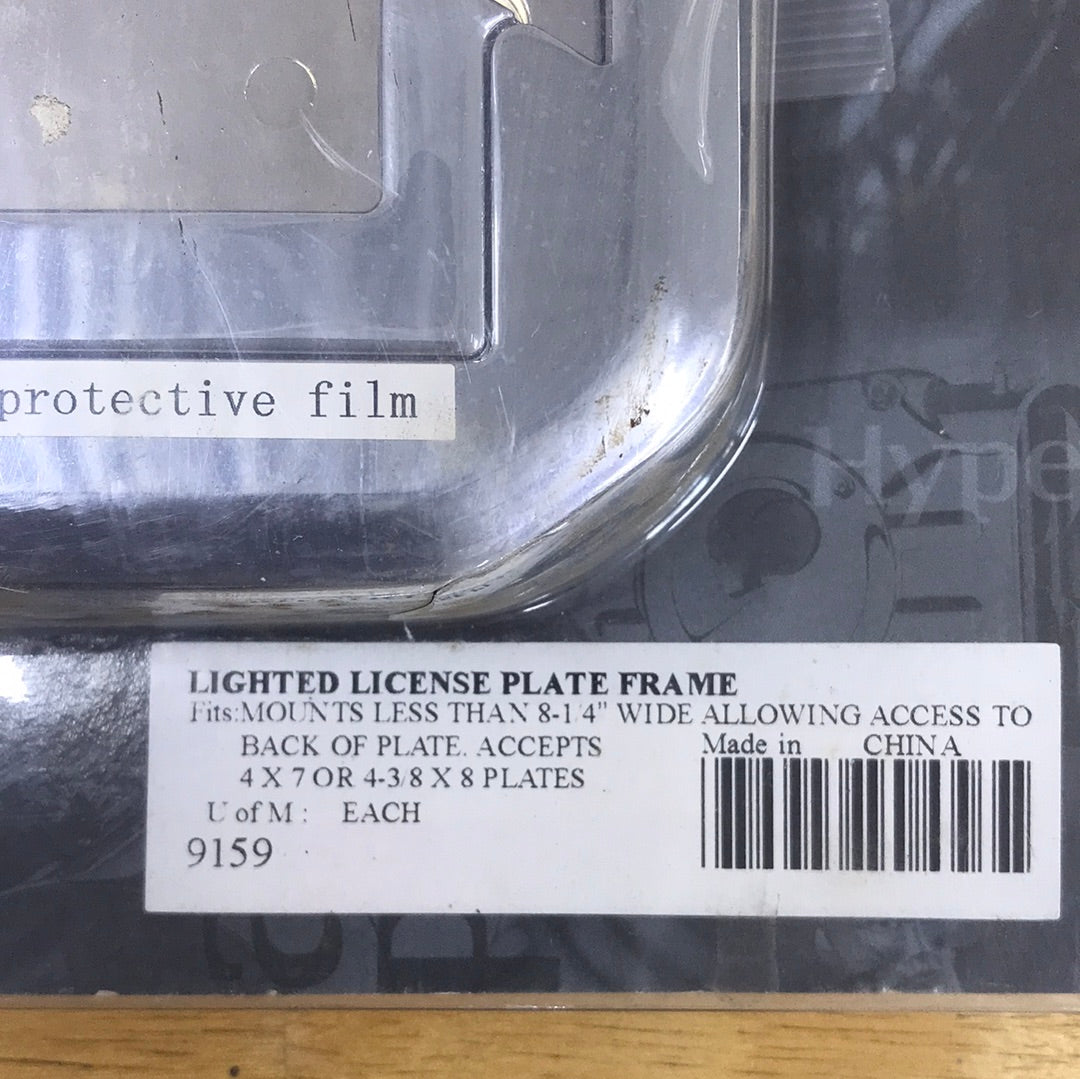 protective film
Hype
LIGHTED LICENSE PLATE FRAME
Fits:MOUNTS LESS THAN 8-1/4" WIDE ALLOWING ACCESS TO
BACK OF PLATE. ACCEPTS
Made in CHINA
4 X 7 OR 4-3/8 X 8 PLATES
U of M : EACH
9159